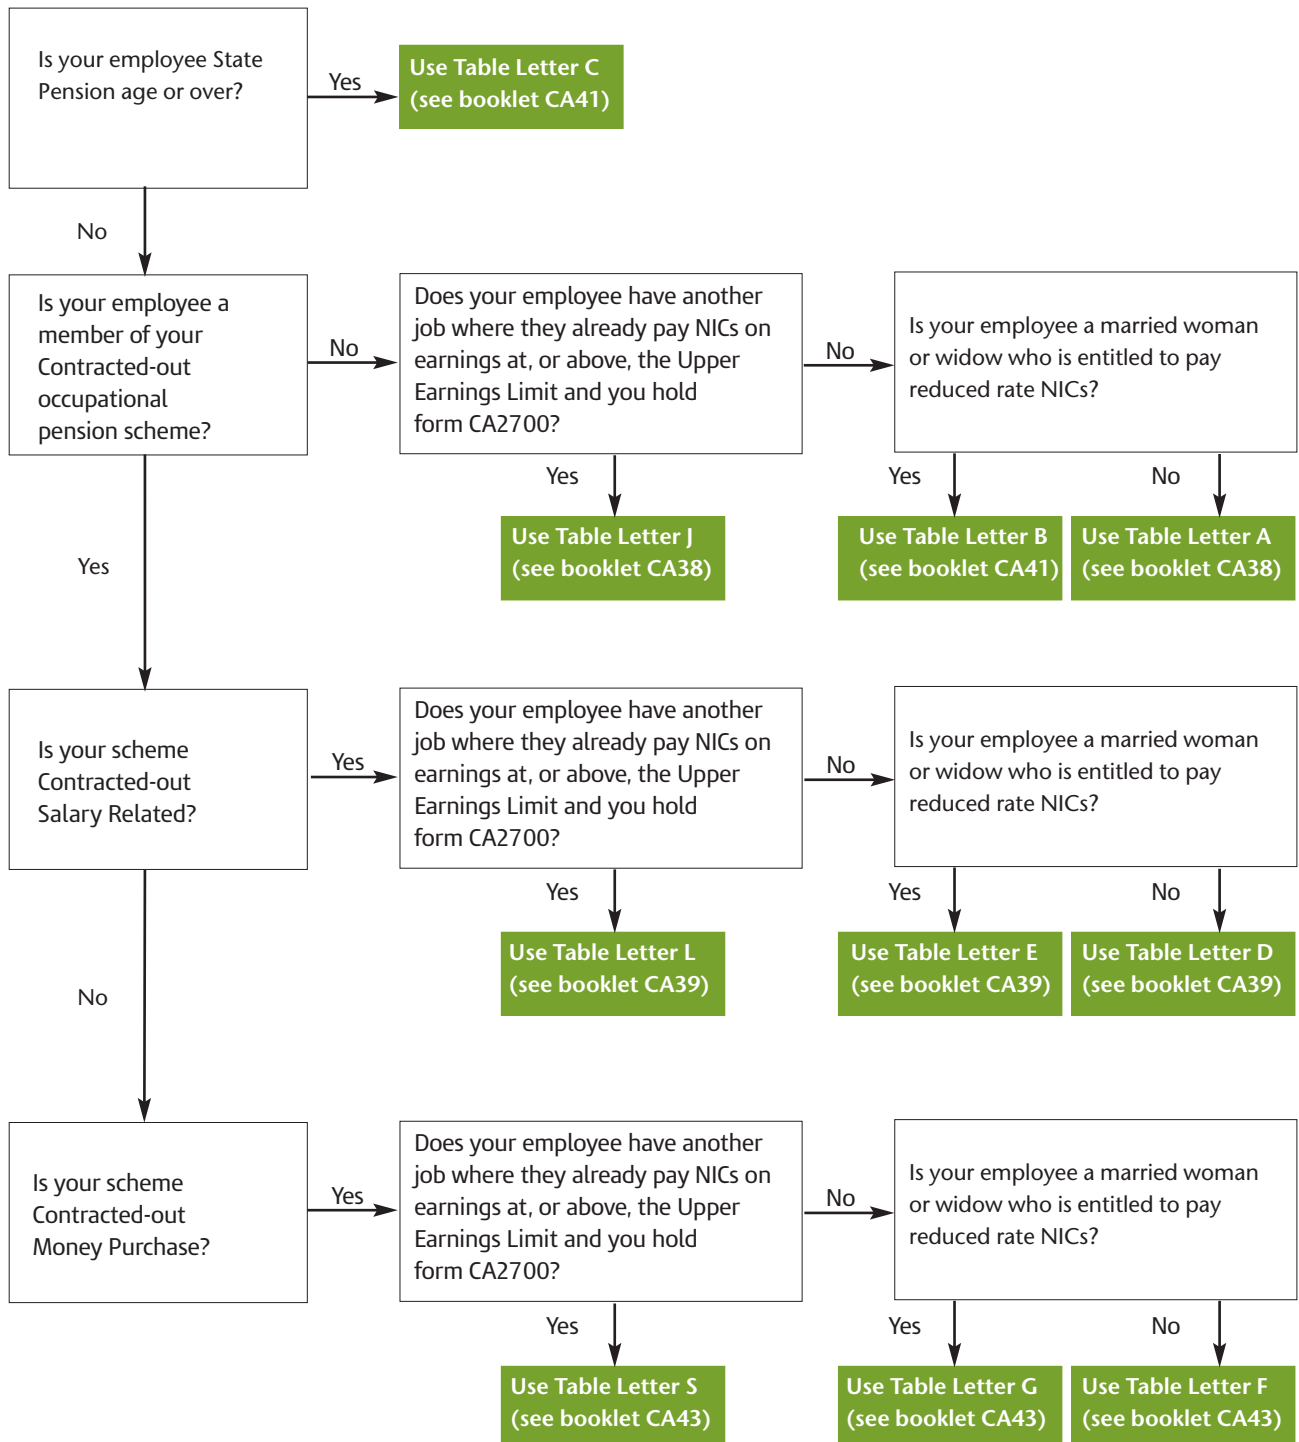 Is your employee State
Pension age or over?
Yes
Use Table Letter C
(see booklet CA41)
No
Is your employee a
member of your
Contracted-out
occupational
pension scheme?
No
Does your employee have another
job where they already pay NICs on
earnings at, or above, the Upper
Earnings Limit and you hold
form CA2700?
No
Is your employee a married woman
or widow who is entitled to pay
reduced rate NICs?
Yes
Yes
No
Use Table Letter J
(see booklet CA38)
Use Table Letter B
(see booklet CA41)
Use Table Letter A
(see booklet CA38)
Yes
Is your scheme
Contracted-out
Salary Related?
Yes
Does your employee have another
job where they already pay NICs on
earnings at, or above, the Upper
Earnings Limit and you hold
form CA2700?
No
Is your employee a married woman
or widow who is entitled to pay
reduced rate NICs?
Yes
Yes
No
Use Table Letter L
(see booklet CA39)
Use Table Letter E
(see booklet CA39)
Use Table Letter D
(see booklet CA39)
No
Is your scheme
Contracted-out
Money Purchase?
Yes
Does your employee have another
job where they already pay NICs on
earnings at, or above, the Upper
Earnings Limit and you hold
form CA2700?
No
Is your employee a married woman
or widow who is entitled to pay
reduced rate NICs?
Yes
Yes
No
Use Table Letter S
(see booklet CA43)
Use Table Letter G
(see booklet CA43)
Use Table Letter F
(see booklet CA43)